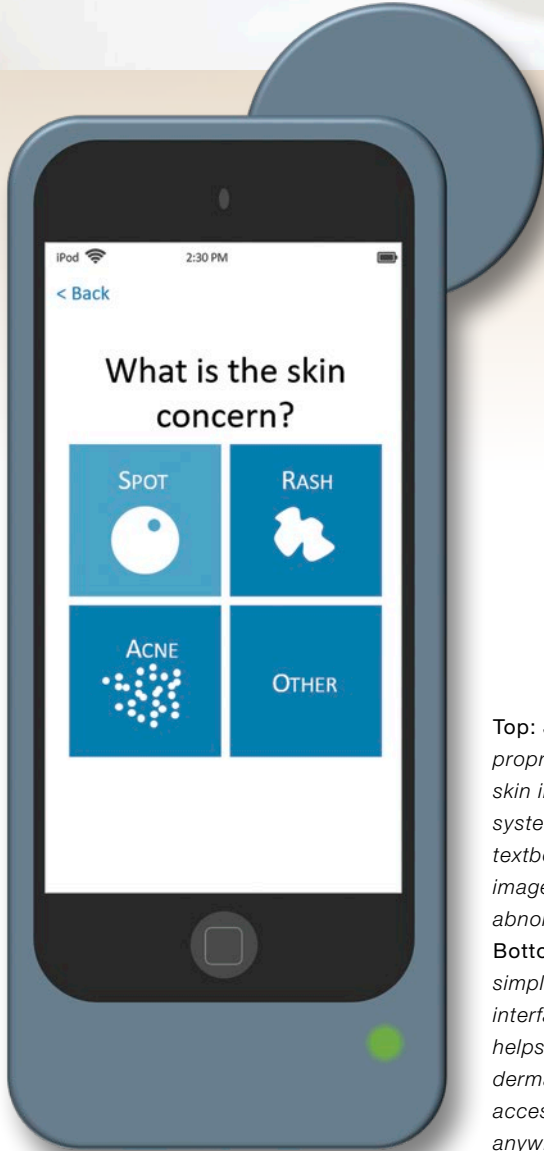 iPod 2:30 PM
< Back
What is the skin
concern?
SPOT RASH
ACNE OTHER
Top:
propr
skin i
syste
textb
image
abnor
Botto
simpl
interf
helps
derma
acces
anyw